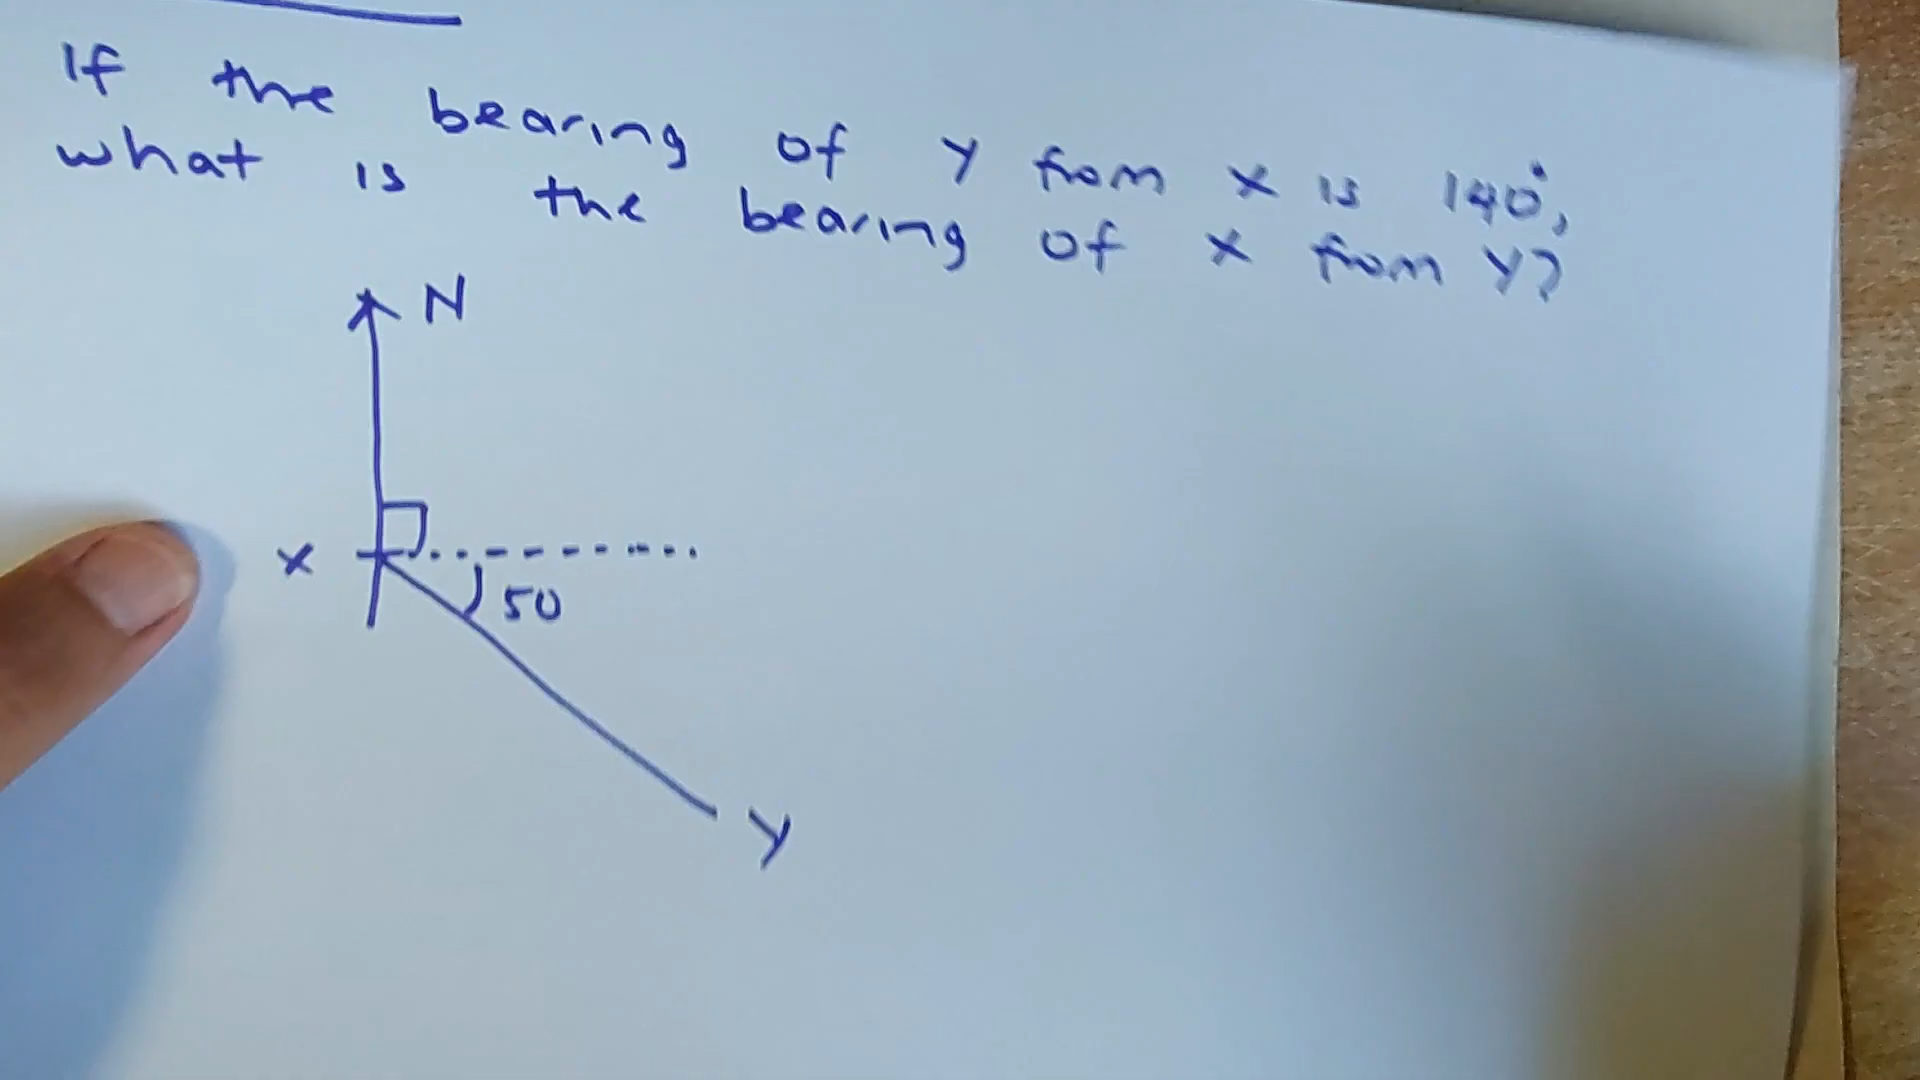 If the bearing of Y from X is 140°,
what is the bearing of X from Y?
N
X
50
Y